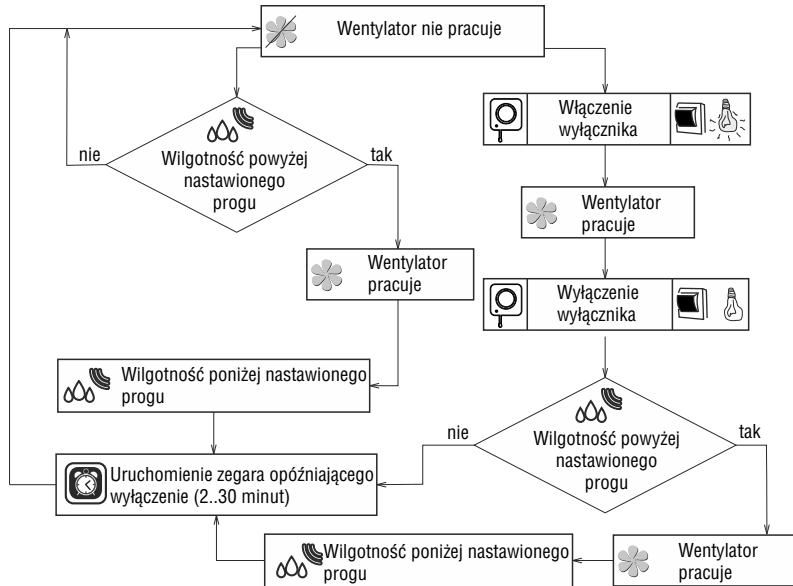 Wentylator nie pracuje
Wilgotność powyżej
nastawionego
progu
nie
tak
Włączenie
wyłącznika
Wentylator
pracuje
Wentylator
pracuje
Wyłączenie
wyłącznika
Wilgotność poniżej nastawionego
progu
Wilgotność powyżej
nastawionego
progu
nie
tak
Uruchomienie zegara opóźniającego
wyłączenie (2..30 minut)
Wilgotność poniżej nastawionego
progu
Wentylator
pracuje